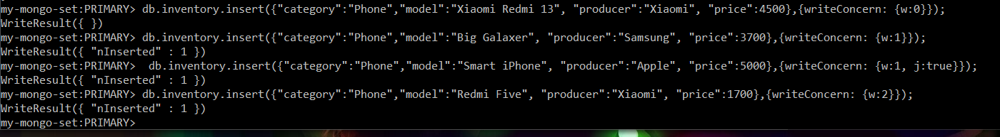 my-mongo-set:PRIMARY> db.inventory.insert({"category":"Phone","model":"Xiaomi Redmi 13", "producer":"Xiaomi", "price":4500},{writeConcern: {w:0}});
WriteResult({ })
my-mongo-set:PRIMARY> db.inventory.insert({"category":"Phone","model":"Big Galaxer", "producer":"Samsung", "price":3700},{writeConcern: {w:1}});
WriteResult({ "nInserted" : 1 })
my-mongo-set:PRIMARY>  db.inventory.insert({"category":"Phone","model":"Smart iPhone", "producer":"Apple", "price":5000},{writeConcern: {w:1, j:true}});
WriteResult({ "nInserted" : 1 })
my-mongo-set:PRIMARY> db.inventory.insert({"category":"Phone","model":"Redmi Five", "producer":"Xiaomi", "price":1700},{writeConcern: {w:2}});
WriteResult({ "nInserted" : 1 })
my-mongo-set:PRIMARY>